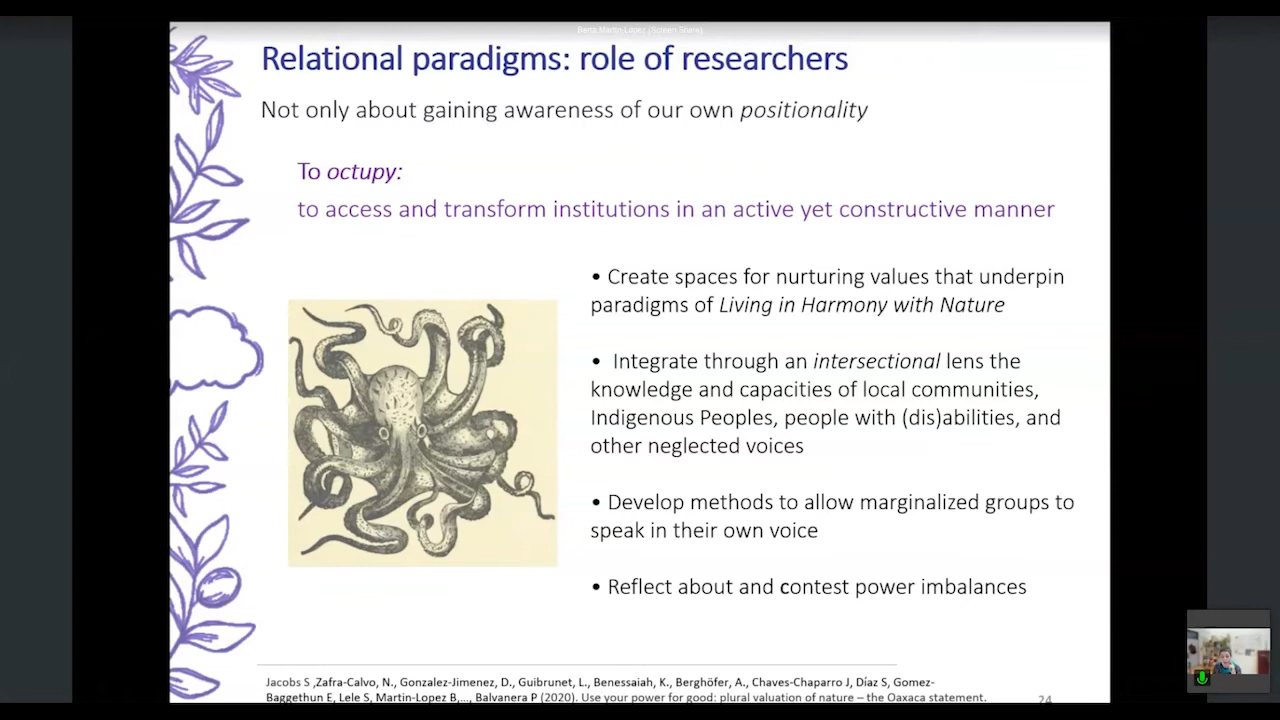 Berta Martin-Lopez (Screen Share)
Relational paradigms: role of researchers
Not only about gaining awareness of our own positionality
To octupy:
to access and transform institutions in an active yet constructive manner
• Create spaces for nurturing values that underpin
paradigms of Living in Harmony with Nature
• Integrate through an intersectional lens the
knowledge and capacities of local communities,
Indigenous Peoples, people with (dis)abilities, and
other neglected voices
• Develop methods to allow marginalized groups to
speak in their own voice
• Reflect about and contest power imbalances
Jacobs S ,Zafra-Calvo, N., Gonzalez-Jimenez, D., Guibrunet, L., Benessaiah, K., Berghöfer, A., Chaves-Chaparro J, Díaz S, Gomez-
Baggethun E, Lele S, Martin-Lopez B,..., Balvanera P (2020). Use your power for good: plural valuation of nature – the Oaxaca statement.
24